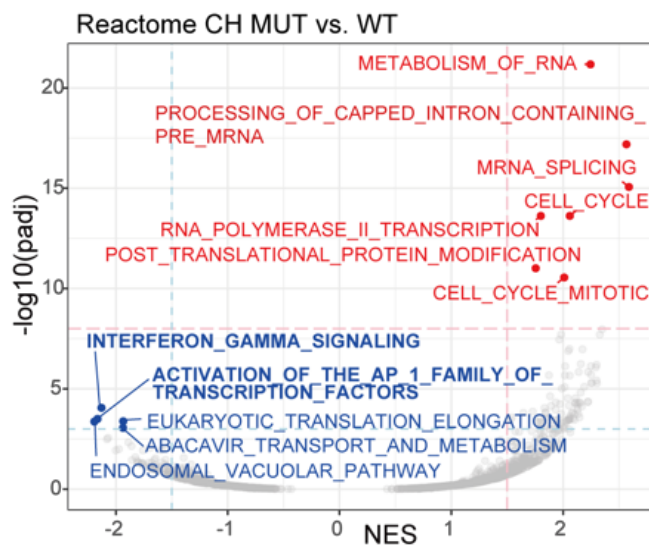 Reactome CH MUT vs. WT
METABOLISM_OF_RNA
20
PROCESSING_OF_CAPPED_INTRON_CONTAINING_
PRE_MRNA
MRNA_SPLICING
15
CELL_CYCLE
RNA_POLYMERASE_II_TRANSCRIPTION
POST_TRANSLATIONAL_PROTEIN_MODIFICATION
10
CELL_CYCLE_MITOTIC
-log10(padj)
INTERFERON_GAMMA_SIGNALING
ACTIVATION_OF_THE_AP_1_FAMILY_OF_
TRANSCRIPTION_FACTORS
5
EUKARYOTIC_TRANSLATION_ELONGATION
ABACAVIR_TRANSPORT_AND_METABOLISM
ENDOSOMAL_VACUOLAR_PATHWAY
0
-2 -1 0 1 2
NES